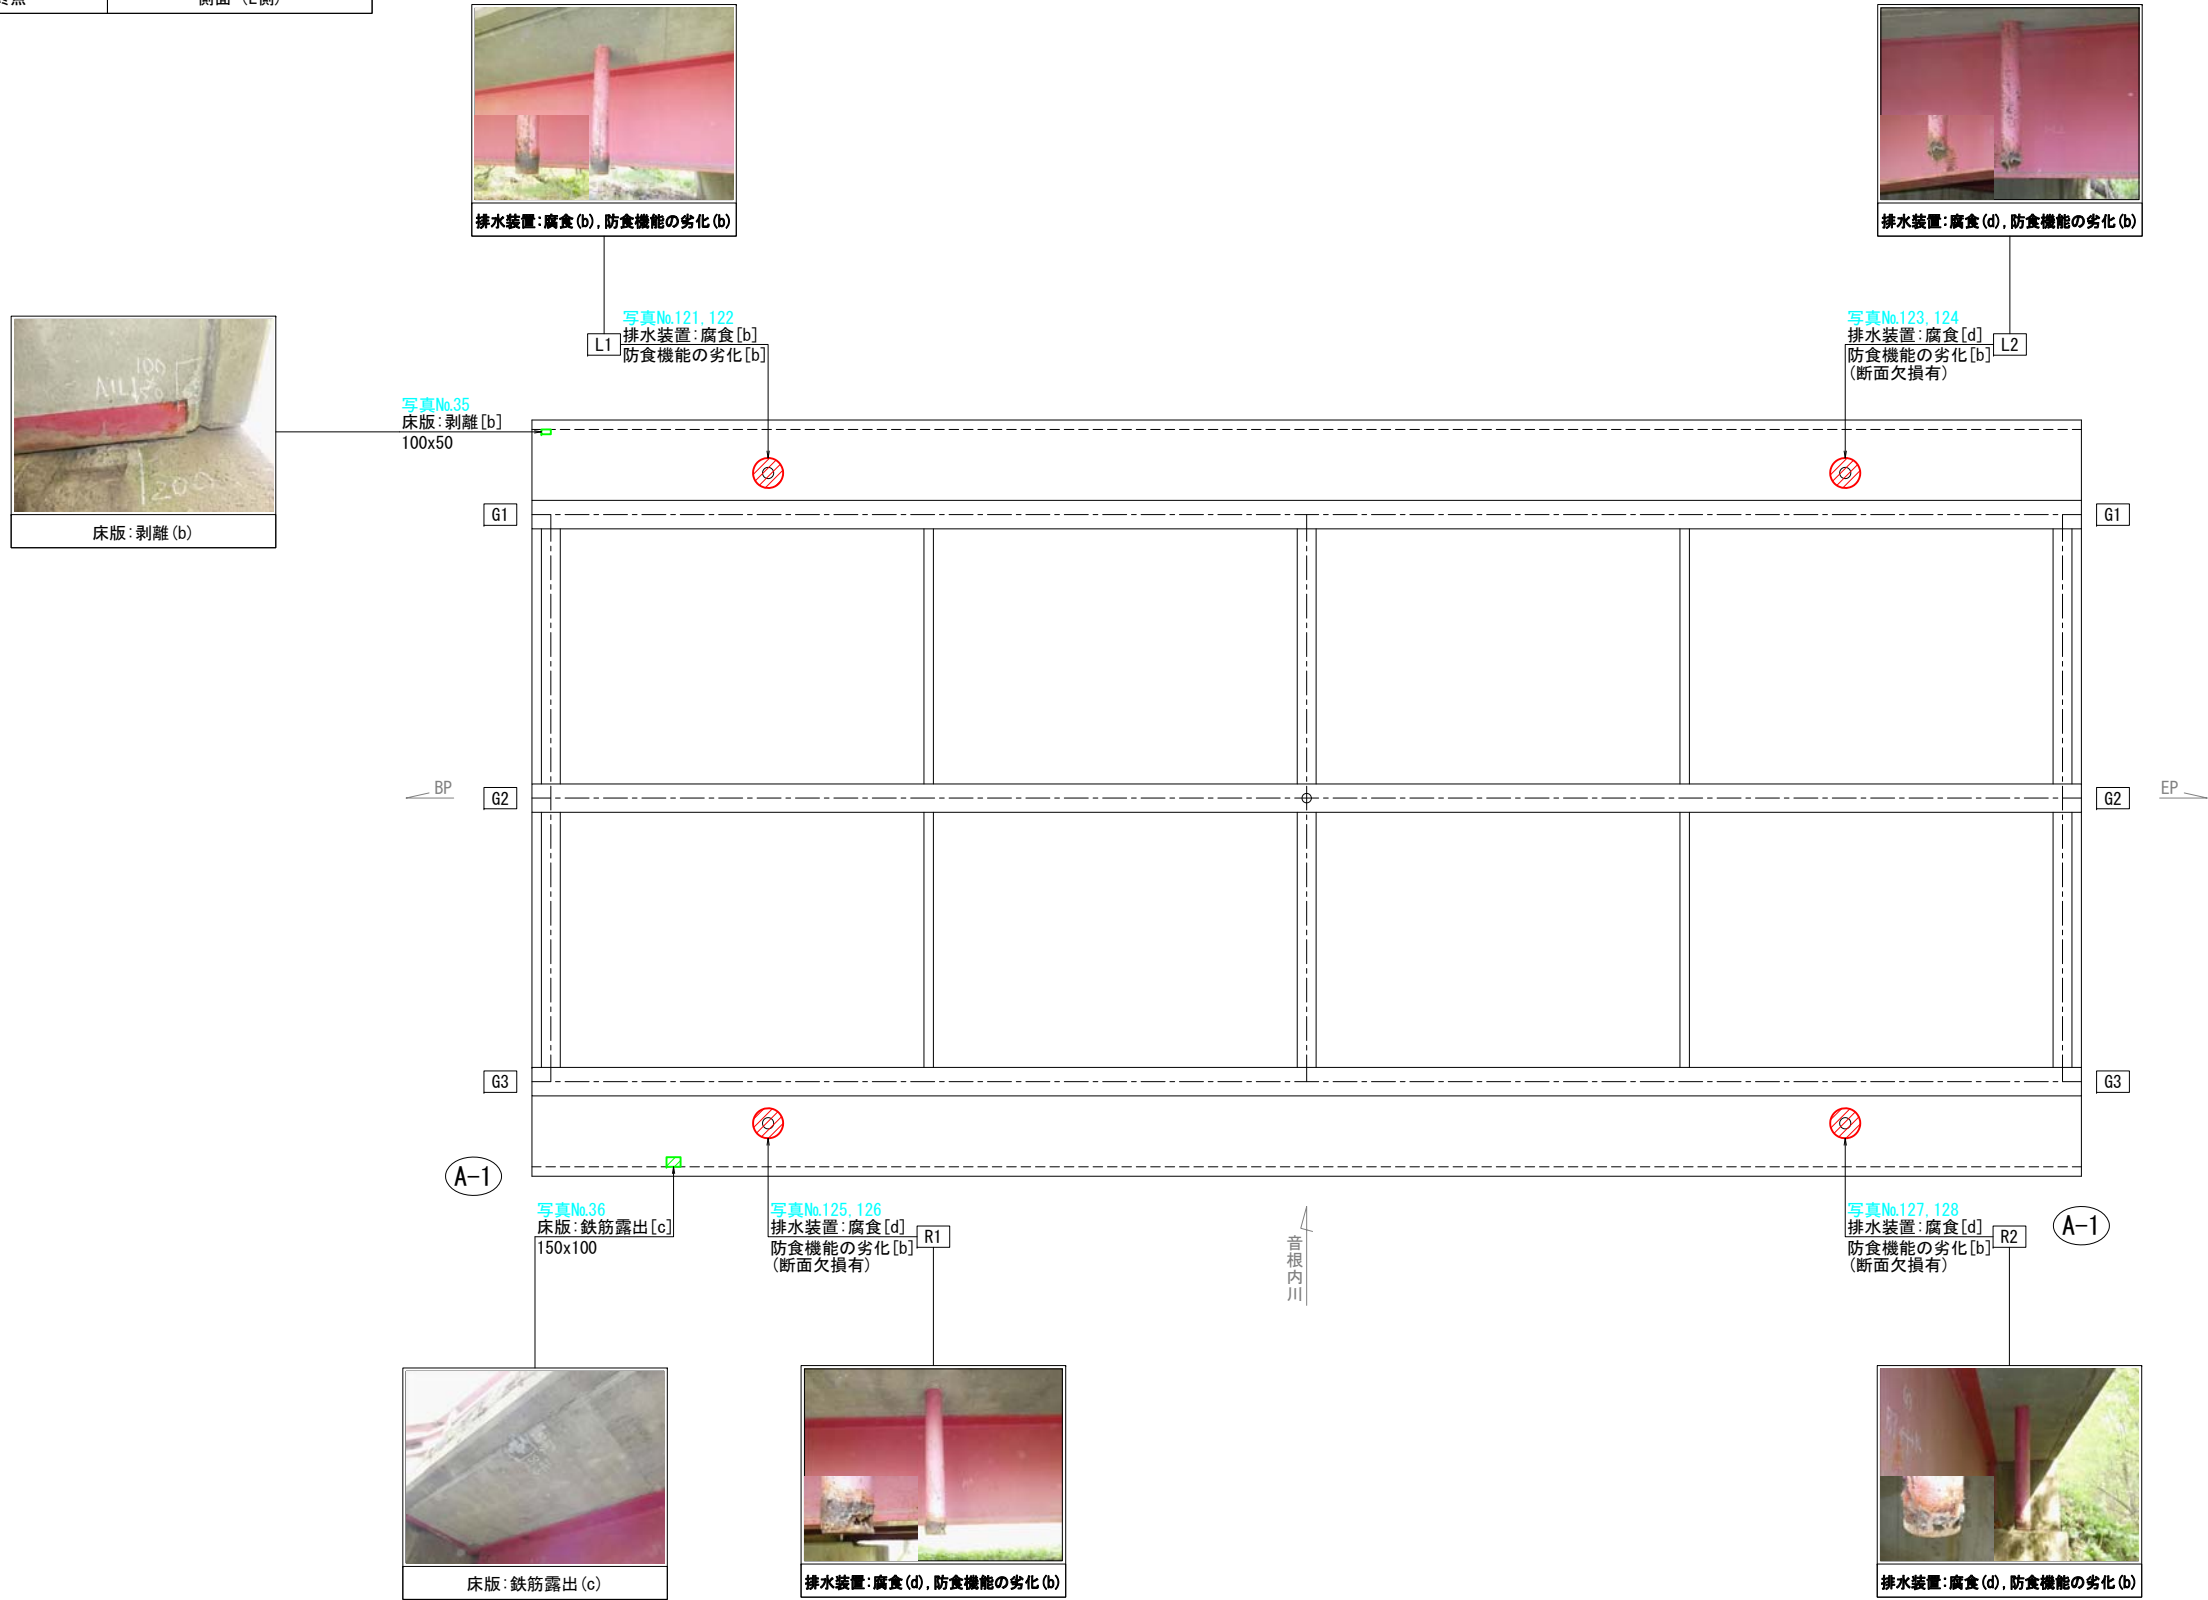 側面 (L側)
排水装置:腐食(b), 防食機能の劣化(b)
排水装置:腐食(d), 防食機能の劣化(b)
写真No.121, 122
L1
排水装置:腐食[b]
防食機能の劣化[b]
写真No.123, 124
排水装置:腐食[d]
L2
防食機能の劣化[b]
(断面欠損有)
100
200
床版:剥離(b)
写真No.35
床版:剥離[b]
100x50
G1
G1
BP
G2
G2
EP
G3
G3
A-1
写真No.36
床版:鉄筋露出[c]
150x100
写真No.125, 126
排水装置:腐食[d]
R1
防食機能の劣化[b]
(断面欠損有)
音根内川
写真No.127, 128
排水装置:腐食[d]
R2
防食機能の劣化[b]
(断面欠損有)
A-1
床版:鉄筋露出(c)
排水装置:腐食(d), 防食機能の劣化(b)
排水装置:腐食(d), 防食機能の劣化(b)